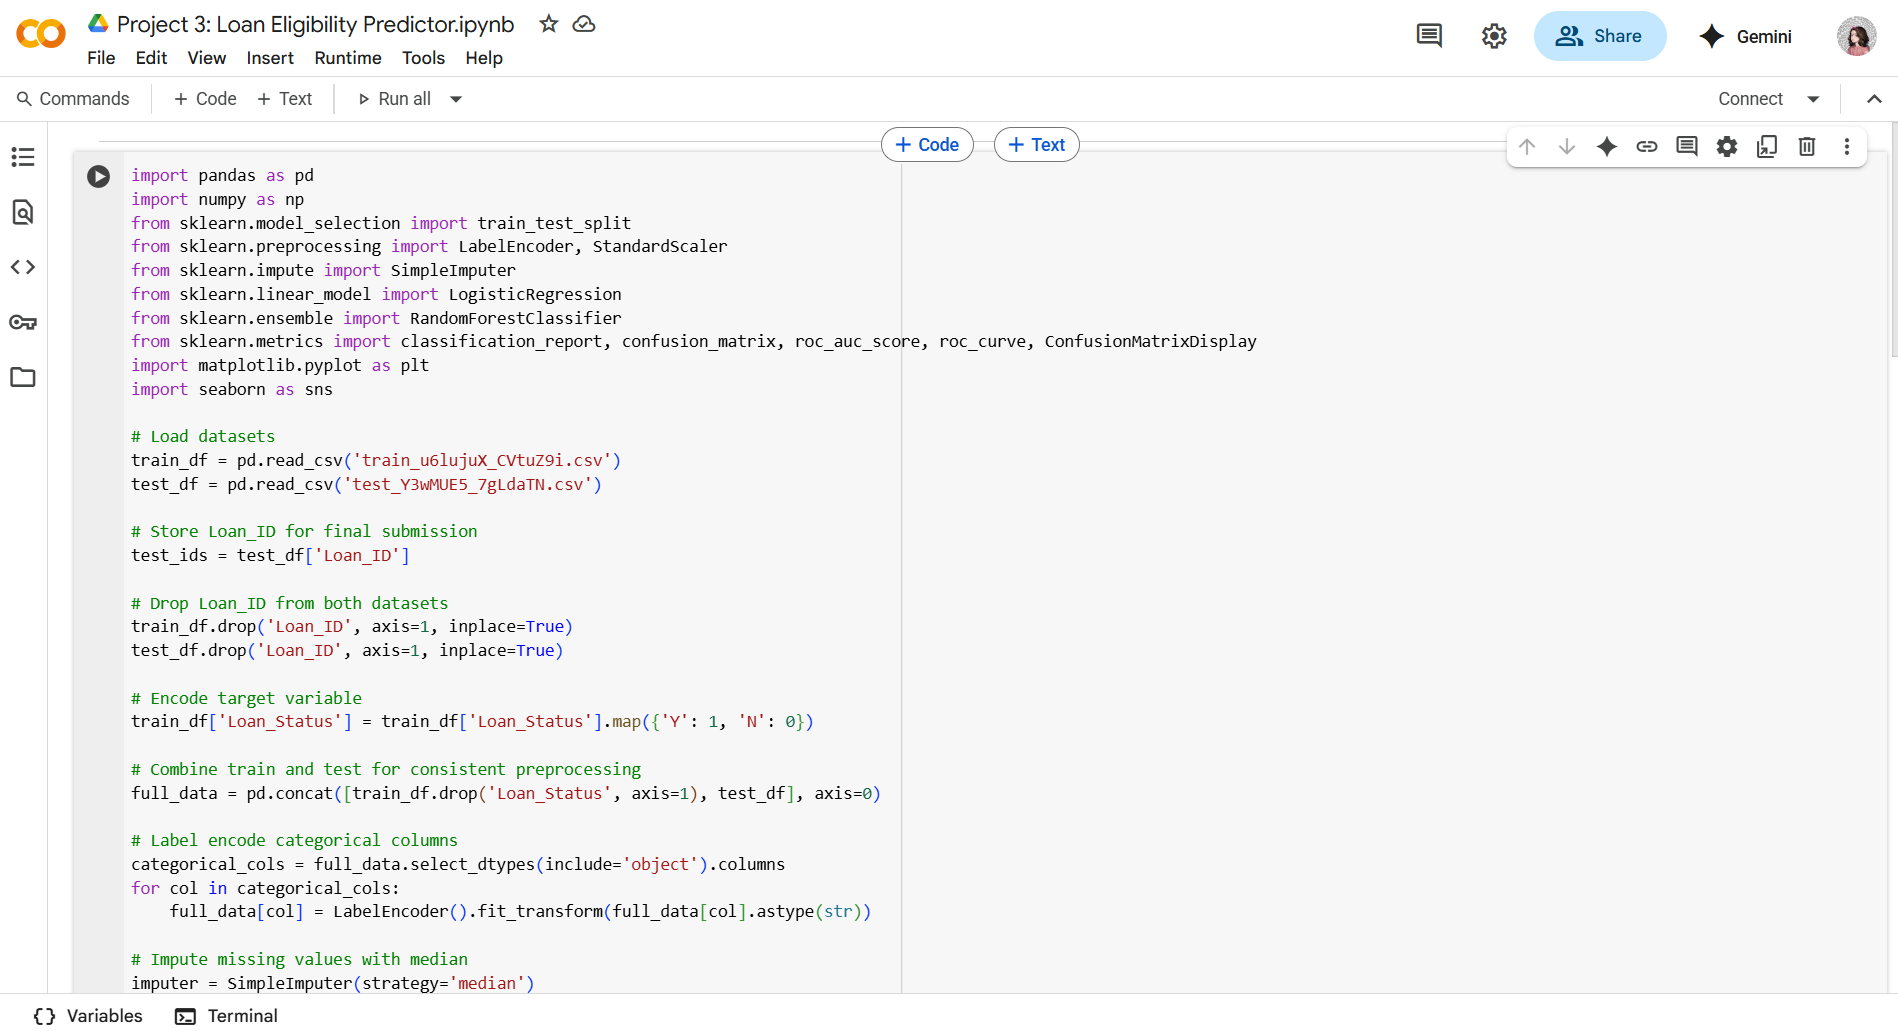 Project 3: Loan Eligibility Predictor.ipynb
File Edit View Insert Runtime Tools Help
Share
Gemini
Commands + Code + Text Run all
Connect
+ Code + Text
import pandas as pd
import numpy as np
from sklearn.model_selection import train_test_split
from sklearn.preprocessing import LabelEncoder, StandardScaler
from sklearn.impute import SimpleImputer
from sklearn.linear_model import LogisticRegression
from sklearn.ensemble import RandomForestClassifier
from sklearn.metrics import classification_report, confusion_matrix, roc_auc_score, roc_curve, ConfusionMatrixDisplay
import matplotlib.pyplot as plt
import seaborn as sns
# Load datasets
train_df = pd.read_csv('train_u6lujuX_CVtuZ9i.csv')
test_df = pd.read_csv('test_Y3wMUE5_7gLdaTN.csv')
# Store Loan_ID for final submission
test_ids = test_df['Loan_ID']
# Drop Loan_ID from both datasets
train_df.drop('Loan_ID', axis=1, inplace=True)
test_df.drop('Loan_ID', axis=1, inplace=True)
# Encode target variable
train_df['Loan_Status'] = train_df['Loan_Status'].map({'Y': 1, 'N': 0})
# Combine train and test for consistent preprocessing
full_data = pd.concat([train_df.drop('Loan_Status', axis=1), test_df], axis=0)
# Label encode categorical columns
categorical_cols = full_data.select_dtypes(include='object').columns
for col in categorical_cols:
    full_data[col] = LabelEncoder().fit_transform(full_data[col].astype(str))
# Impute missing values with median
imputer = SimpleImputer(strategy='median')
Variables Terminal